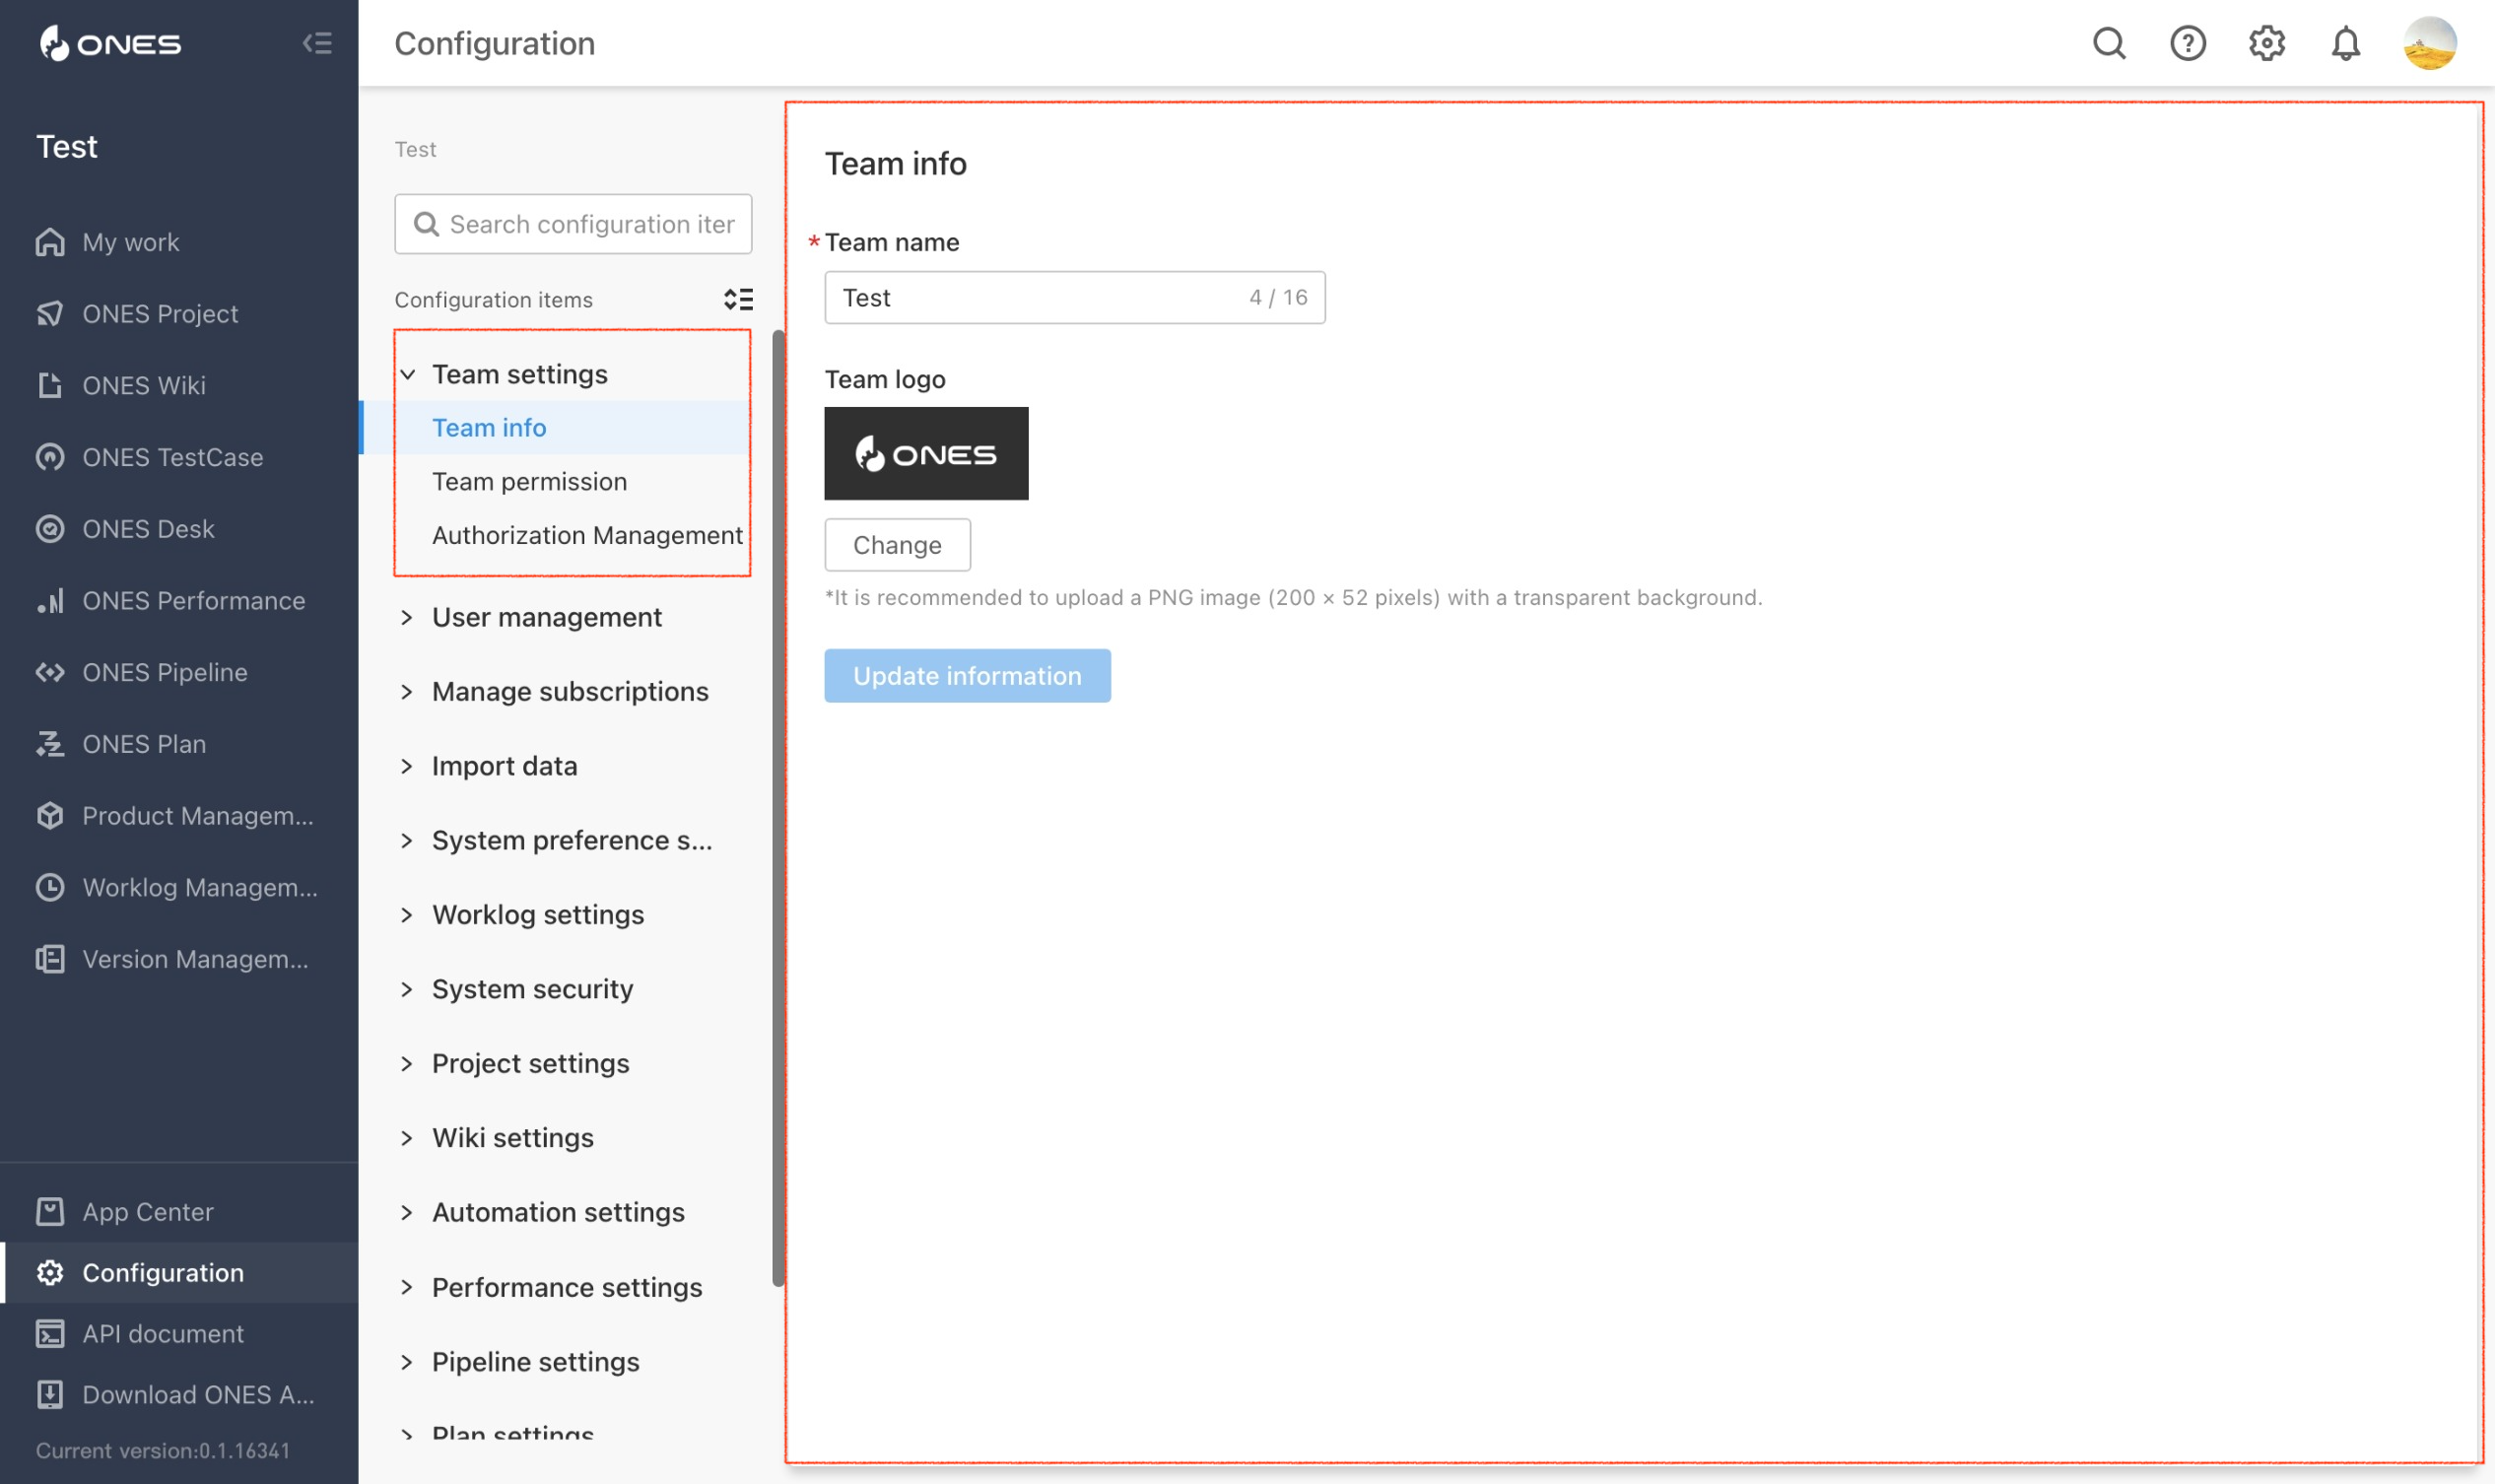 ONES
Configuration
Test
My work
ONES Project
ONES Wiki
ONES TestCase
ONES Desk
ONES Performance
ONES Pipeline
ONES Plan
Product Managem...
Worklog Managem...
Version Managem...
App Center
Configuration
API document
Download ONES A...
Current version:0.1.16341
Test
Search configuration iter
Configuration items
Team settings
Team info
Team permission
Authorization Management
User management
Manage subscriptions
Import data
System preference s...
Worklog settings
System security
Project settings
Wiki settings
Automation settings
Performance settings
Pipeline settings
Plan settings
Team info
* Team name
Test 4 / 16
Team logo
ONES
Change
*It is recommended to upload a PNG image (200 × 52 pixels) with a transparent background.
Update information